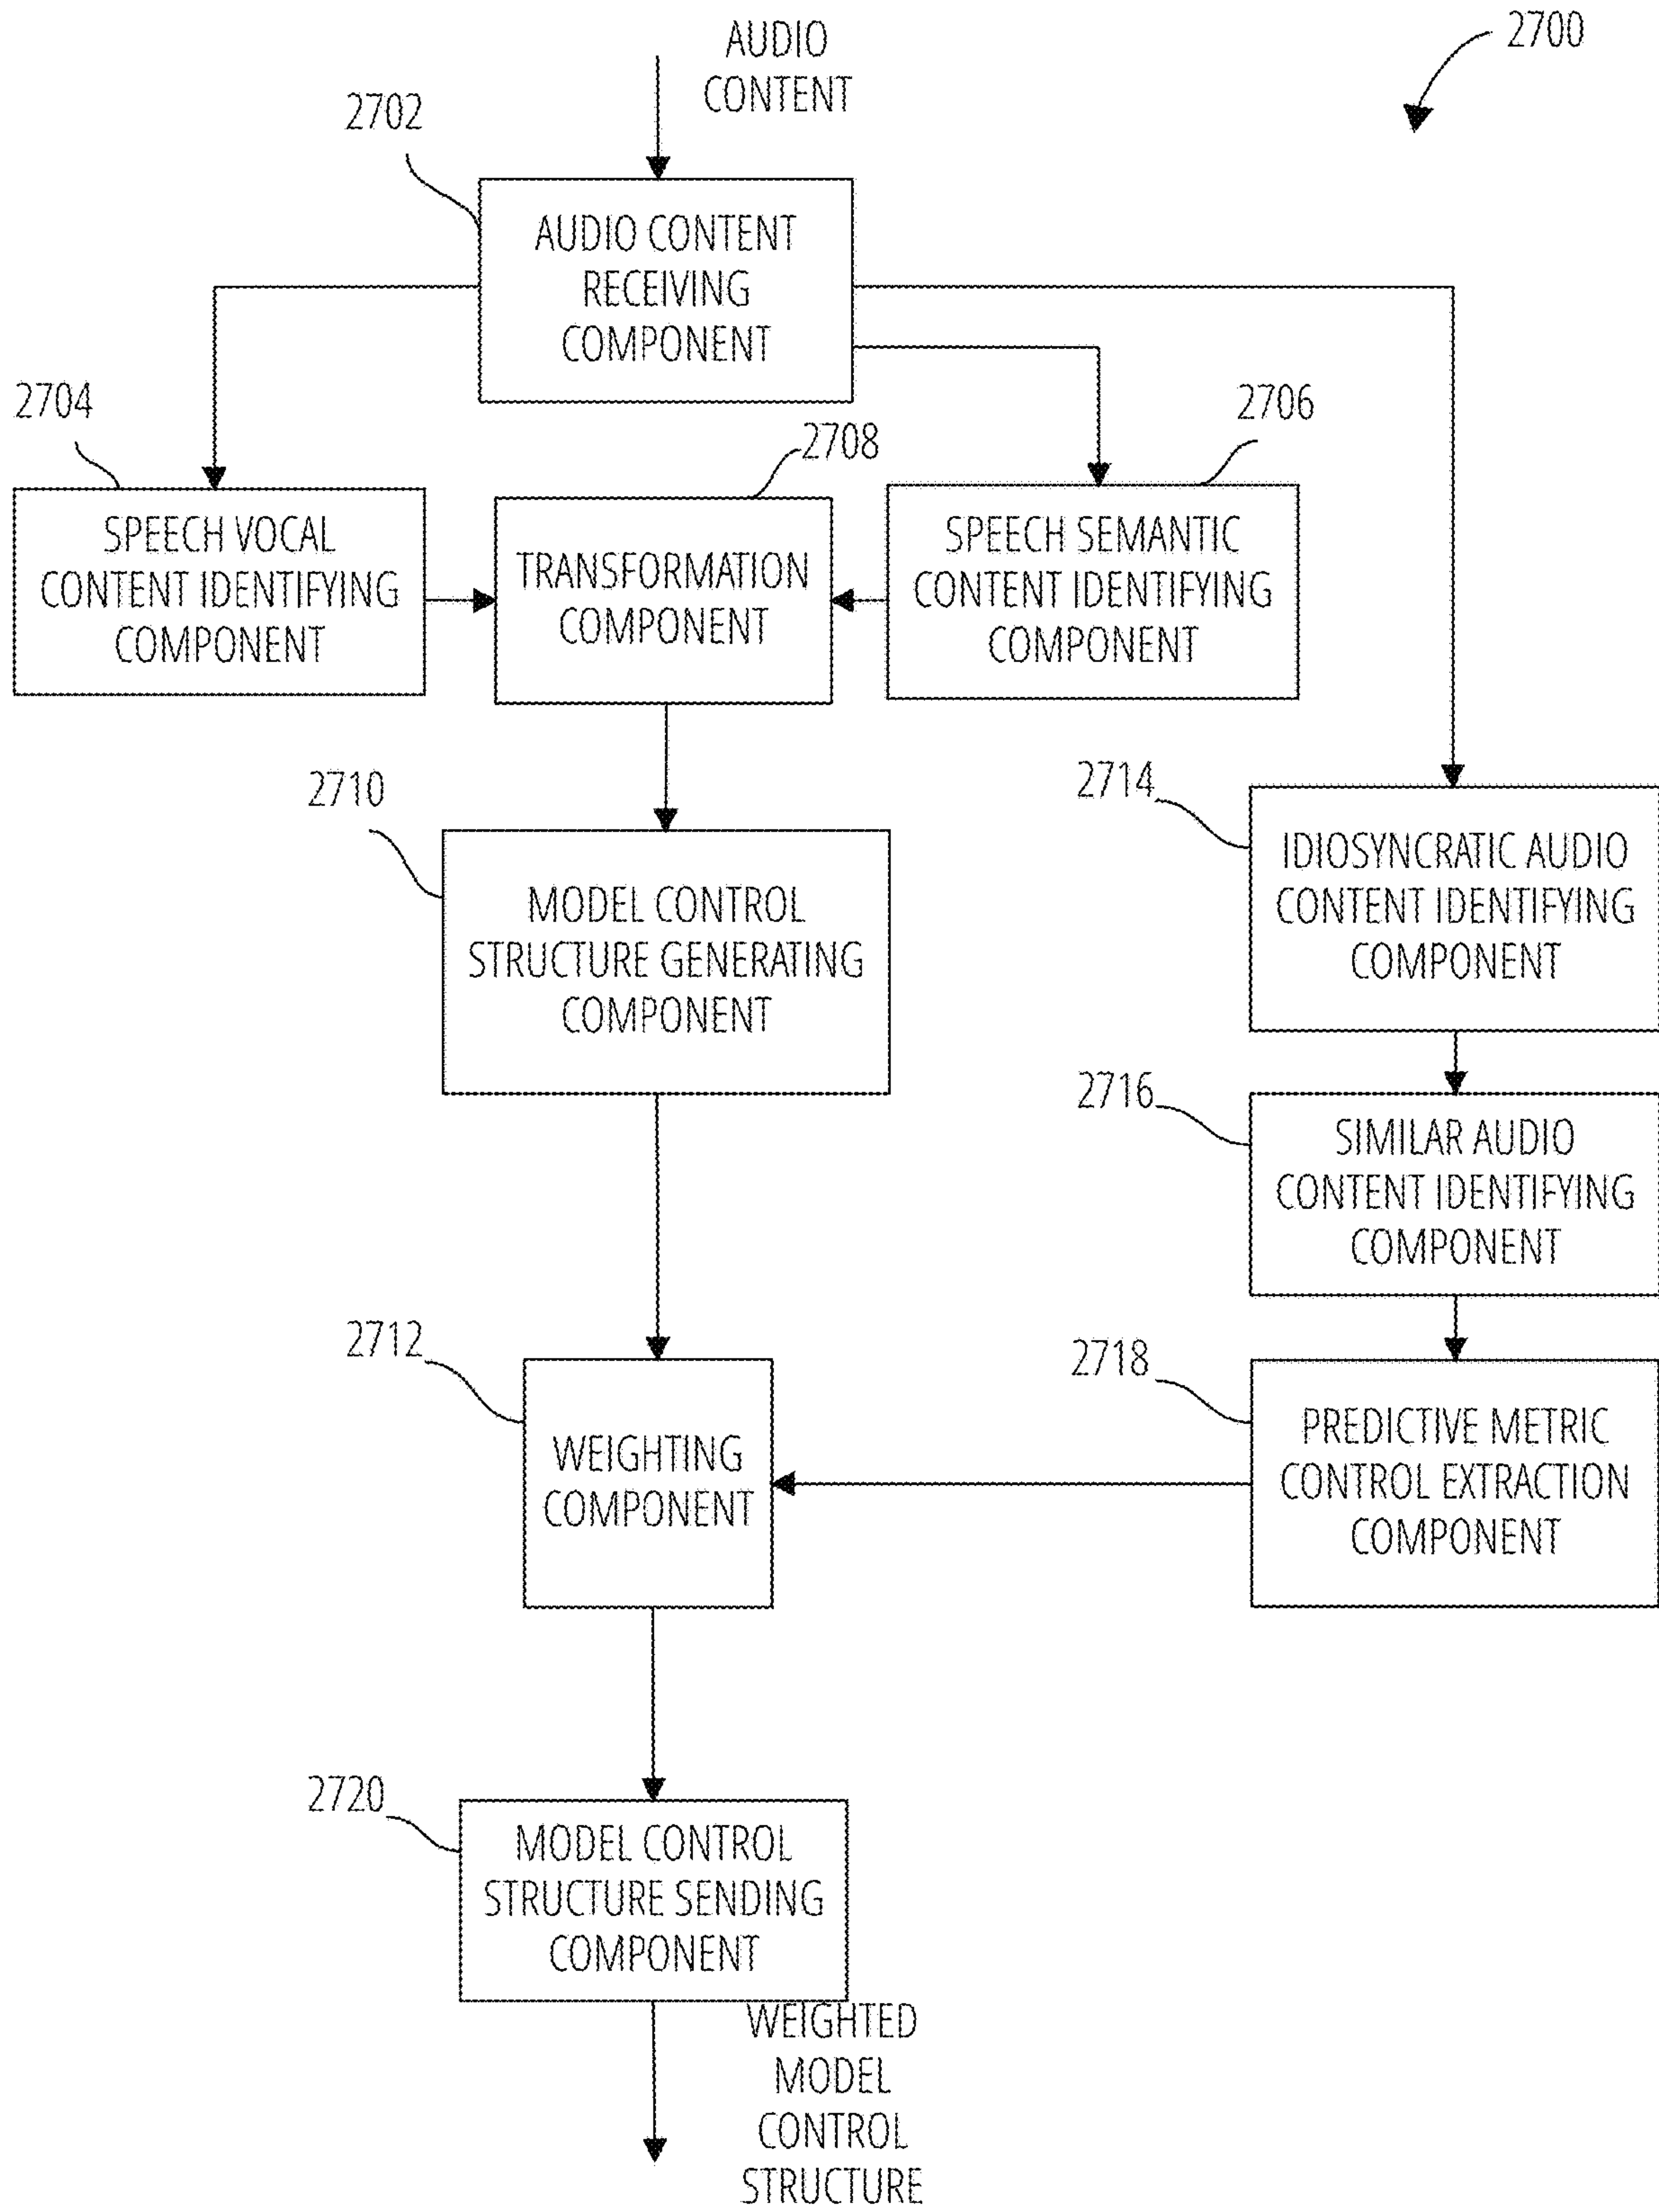 AUDIO
CONTENT
2700
2702
AUDIO CONTENT
RECEIVING
COMPONENT
2704
SPEECH VOCAL
CONTENT IDENTIFYING
COMPONENT
2708
TRANSFORMATION
COMPONENT
2706
SPEECH SEMANTIC
CONTENT IDENTIFYING
COMPONENT
2710
MODEL CONTROL
STRUCTURE GENERATING
COMPONENT
2714
IDIOSYNCRATIC AUDIO
CONTENT IDENTIFYING
COMPONENT
2716
SIMILAR AUDIO
CONTENT IDENTIFYING
COMPONENT
2712
WEIGHTING
COMPONENT
2718
PREDICTIVE METRIC
CONTROL EXTRACTION
COMPONENT
2720
MODEL CONTROL
STRUCTURE SENDING
COMPONENT
WEIGHTED
MODEL
CONTROL
STRUCTURE